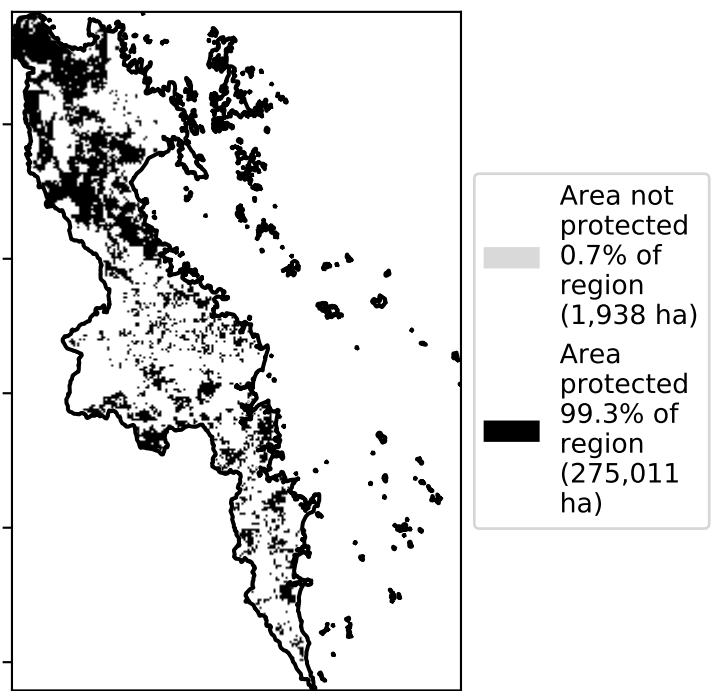 Area not
protected
0.7% of
region
(1,938 ha)
Area
protected
99.3% of
region
(275,011
ha)